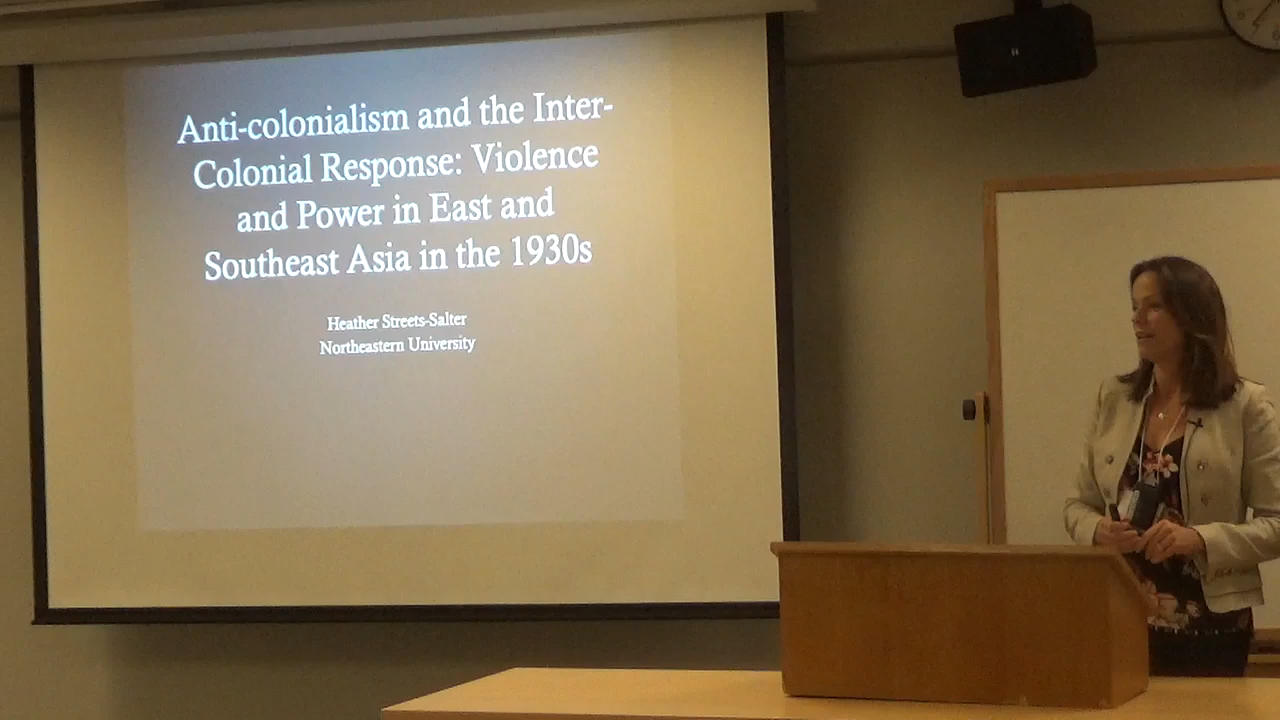 Anti-colonialism and the Inter-
Colonial Response: Violence
and Power in East and
Southeast Asia in the 1930s
Heather Streets-Salter
Northeastern University